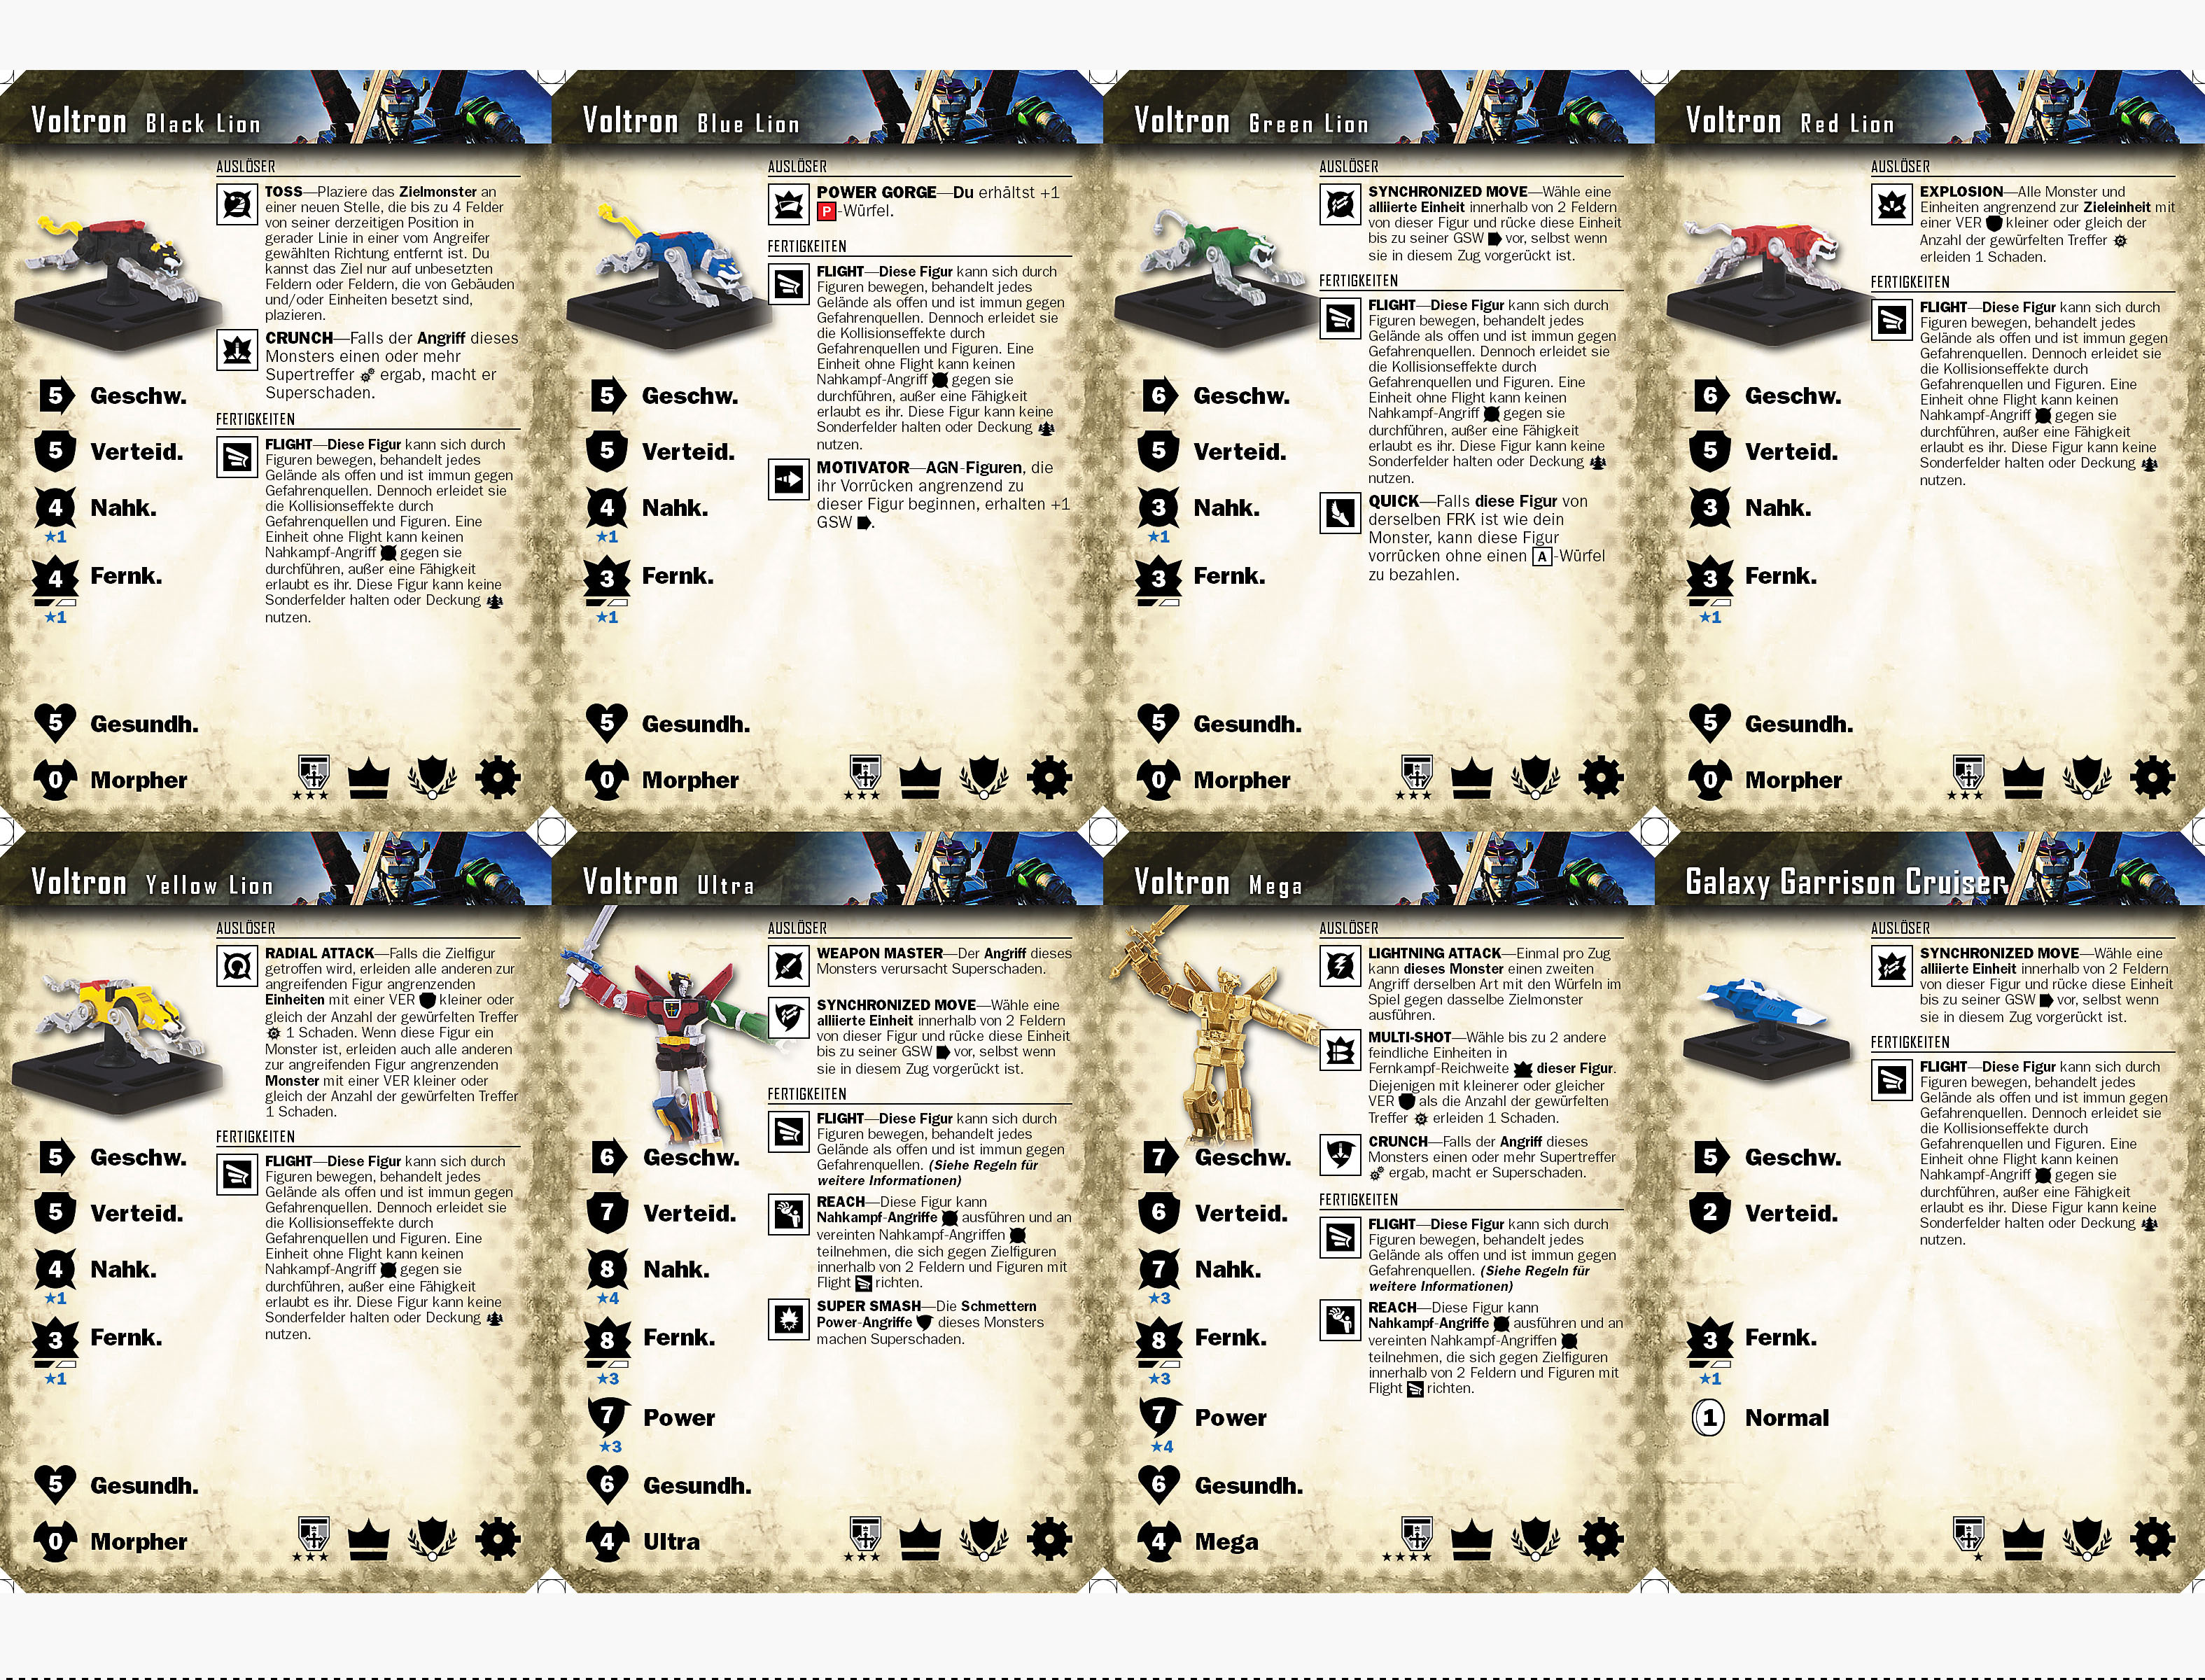 Voltron Black Lion
AUSLÖSER
TOSS—Plaziere das Zielmonster an
einer neuen Stelle, die bis zu 4 Felder
von seiner derzeitigen Position in
gerader Linie in einer vom Angreifer
gewählten Richtung entfernt ist. Du
kannst das Ziel nur auf unbesetzten
Feldern oder Feldern, die von Gebäuden
und/oder Einheiten besetzt sind,
plazieren.
CRUNCH—Falls der Angriff dieses
Monsters einen oder mehr
Supertreffer ergab, macht er
Superschaden.
FERTIGKEITEN
FLIGHT—Diese Figur kann sich durch
Figuren bewegen, behandelt jedes
Gelände als offen und ist immun gegen
Gefahrenquellen. Dennoch erleidet sie
die Kollisionseffekte durch
Gefahrenquellen und Figuren. Eine
Einheit ohne Flight kann keinen
Nahkampf-Angriff gegen sie
durchführen, außer eine Fähigkeit
erlaubt es ihr. Diese Figur kann keine
Sonderfelder halten oder Deckung
nutzen.
5 Geschw.
5 Verteid.
4 Nahk.
★1
4 Fernk.
★1
5 Gesundh.
0 Morpher
★★★
Voltron Blue Lion
AUSLÖSER
POWER GORGE—Du erhältst +1
P-Würfel.
FERTIGKEITEN
FLIGHT—Diese Figur kann sich durch
Figuren bewegen, behandelt jedes
Gelände als offen und ist immun gegen
Gefahrenquellen. Dennoch erleidet sie
die Kollisionseffekte durch
Gefahrenquellen und Figuren. Eine
Einheit ohne Flight kann keinen
Nahkampf-Angriff gegen sie
durchführen, außer eine Fähigkeit
erlaubt es ihr. Diese Figur kann keine
Sonderfelder halten oder Deckung
nutzen.
MOTIVATOR—AGN-Figuren, die
ihr Vorrücken angrenzend zu
dieser Figur beginnen, erhalten +1
GSW .
5 Geschw.
5 Verteid.
4 Nahk.
★1
3 Fernk.
★1
5 Gesundh.
0 Morpher
★★★
Voltron Green Lion
AUSLÖSER
SYNCHRONIZED MOVE—Wähle eine
alliierte Einheit innerhalb von 2 Feldern
von dieser Figur und rücke diese Einheit
bis zu seiner GSW vor, selbst wenn
sie in diesem Zug vorgerückt ist.
FERTIGKEITEN
FLIGHT—Diese Figur kann sich durch
Figuren bewegen, behandelt jedes
Gelände als offen und ist immun gegen
Gefahrenquellen. Dennoch erleidet sie
die Kollisionseffekte durch
Gefahrenquellen und Figuren. Eine
Einheit ohne Flight kann keinen
Nahkampf-Angriff gegen sie
durchführen, außer eine Fähigkeit
erlaubt es ihr. Diese Figur kann keine
Sonderfelder halten oder Deckung
nutzen.
QUICK—Falls diese Figur von
derselben FRK ist wie dein
Monster, kann diese Figur
vorrücken ohne einen A-Würfel
zu bezahlen.
6 Geschw.
5 Verteid.
3 Nahk.
★1
3 Fernk.
5 Gesundh.
0 Morpher
★★★
Voltron Red Lion
AUSLÖSER
EXPLOSION—Alle Monster und
Einheiten angrenzend zur Zieleinheit mit
einer VER kleiner oder gleich der
Anzahl der gewürfelten Treffer
erleiden 1 Schaden.
FERTIGKEITEN
FLIGHT—Diese Figur kann sich durch
Figuren bewegen, behandelt jedes
Gelände als offen und ist immun gegen
Gefahrenquellen. Dennoch erleidet sie
die Kollisionseffekte durch
Gefahrenquellen und Figuren. Eine
Einheit ohne Flight kann keinen
Nahkampf-Angriff gegen sie
durchführen, außer eine Fähigkeit
erlaubt es ihr. Diese Figur kann keine
Sonderfelder halten oder Deckung
nutzen.
6 Geschw.
5 Verteid.
3 Nahk.
3 Fernk.
★1
5 Gesundh.
0 Morpher
★★★
Voltron Yellow Lion
AUSLÖSER
RADIAL ATTACK—Falls die Zielfigur
getroffen wird, erleiden alle anderen zur
angreifenden Figur angrenzenden
Einheiten mit einer VER kleiner oder
gleich der Anzahl der gewürfelten Treffer
1 Schaden. Wenn diese Figur ein
Monster ist, erleiden auch alle anderen
zur angreifenden Figur angrenzenden
Monster mit einer VER kleiner oder
gleich der Anzahl der gewürfelten Treffer
1 Schaden.
FERTIGKEITEN
FLIGHT—Diese Figur kann sich durch
Figuren bewegen, behandelt jedes
Gelände als offen und ist immun gegen
Gefahrenquellen. Dennoch erleidet sie
die Kollisionseffekte durch
Gefahrenquellen und Figuren. Eine
Einheit ohne Flight kann keinen
Nahkampf-Angriff gegen sie
durchführen, außer eine Fähigkeit
erlaubt es ihr. Diese Figur kann keine
Sonderfelder halten oder Deckung
nutzen.
5 Geschw.
5 Verteid.
4 Nahk.
★1
3 Fernk.
★1
5 Gesundh.
0 Morpher
★★★
Voltron Ultra
AUSLÖSER
WEAPON MASTER—Der Angriff dieses
Monsters verursacht Superschaden.
SYNCHRONIZED MOVE—Wähle eine
alliierte Einheit innerhalb von 2 Feldern
von dieser Figur und rücke diese Einheit
bis zu seiner GSW vor, selbst wenn
sie in diesem Zug vorgerückt ist.
FERTIGKEITEN
FLIGHT—Diese Figur kann sich durch
Figuren bewegen, behandelt jedes
Gelände als offen und ist immun gegen
Gefahrenquellen. (Siehe Regeln für
weitere Informationen)
REACH—Diese Figur kann
Nahkampf-Angriffe ausführen und an
vereinten Nahkampf-Angriffen
teilnehmen, die sich gegen Zielfiguren
innerhalb von 2 Feldern und Figuren mit
Flight richten.
SUPER SMASH—Die Schmettern
Power-Angriffe dieses Monsters
machen Superschaden.
6 Geschw.
7 Verteid.
8 Nahk.
★4
8 Fernk.
★3
7 Power
★3
6 Gesundh.
4 Ultra
★★★
Voltron Mega
AUSLÖSER
LIGHTNING ATTACK—Einmal pro Zug
kann dieses Monster einen zweiten
Angriff derselben Art mit den Würfeln im
Spiel gegen dasselbe Zielmonster
ausführen.
MULTI-SHOT—Wähle bis zu 2 andere
feindliche Einheiten in
Fernkampf-Reichweite dieser Figur.
Diejenigen mit kleinerer oder gleicher
VER als die Anzahl der gewürfelten
Treffer erleiden 1 Schaden.
CRUNCH—Falls der Angriff dieses
Monsters einen oder mehr Supertreffer
ergab, macht er Superschaden.
FERTIGKEITEN
FLIGHT—Diese Figur kann sich durch
Figuren bewegen, behandelt jedes
Gelände als offen und ist immun gegen
Gefahrenquellen. (Siehe Regeln für
weitere Informationen)
REACH—Diese Figur kann
Nahkampf-Angriffe ausführen und an
vereinten Nahkampf-Angriffen
teilnehmen, die sich gegen Zielfiguren
innerhalb von 2 Feldern und Figuren mit
Flight richten.
7 Geschw.
6 Verteid.
7 Nahk.
★3
8 Fernk.
★3
7 Power
★4
6 Gesundh.
4 Mega
★★★★
Galaxy Garrison Cruiser
AUSLÖSER
SYNCHRONIZED MOVE—Wähle eine
alliierte Einheit innerhalb von 2 Feldern
von dieser Figur und rücke diese Einheit
bis zu seiner GSW vor, selbst wenn
sie in diesem Zug vorgerückt ist.
FERTIGKEITEN
FLIGHT—Diese Figur kann sich durch
Figuren bewegen, behandelt jedes
Gelände als offen und ist immun gegen
Gefahrenquellen. Dennoch erleidet sie
die Kollisionseffekte durch
Gefahrenquellen und Figuren. Eine
Einheit ohne Flight kann keinen
Nahkampf-Angriff gegen sie
durchführen, außer eine Fähigkeit
erlaubt es ihr. Diese Figur kann keine
Sonderfelder halten oder Deckung
nutzen.
5 Geschw.
2 Verteid.
3 Fernk.
★1
1 Normal
★